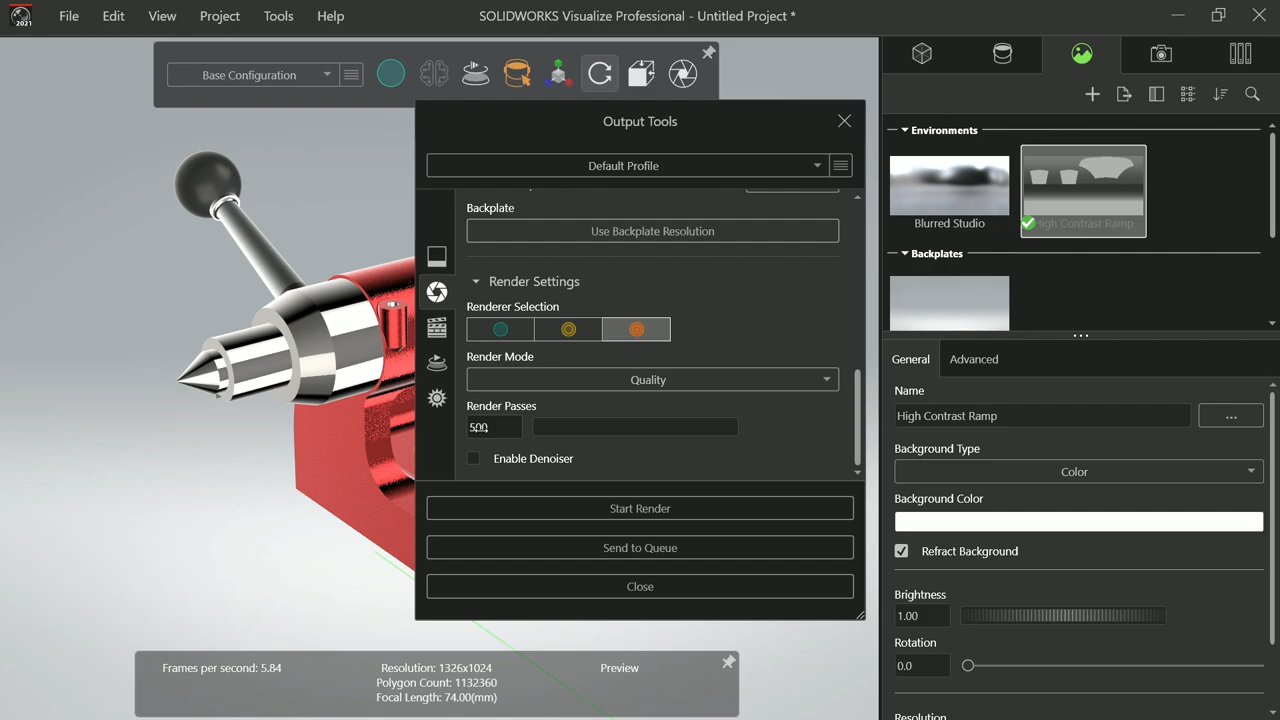 2021
File Edit View Project Tools Help
SOLIDWORKS Visualize Professional - Untitled Project *
Base Configuration
Output Tools
Default Profile
Backplate
Use Backplate Resolution
Render Settings
Renderer Selection
Render Mode
Quality
Render Passes
500
Enable Denoiser
Start Render
Send to Queue
Close
Frames per second: 5.84
Resolution: 1326x1024
Polygon Count: 1132360
Focal Length: 74.00(mm)
Preview
Environments
Blurred Studio
High Contrast Ramp
Backplates
General Advanced
Name
High Contrast Ramp
...
Background Type
Color
Background Color
Refract Background
Brightness
1.00
Rotation
0.0
Resolution